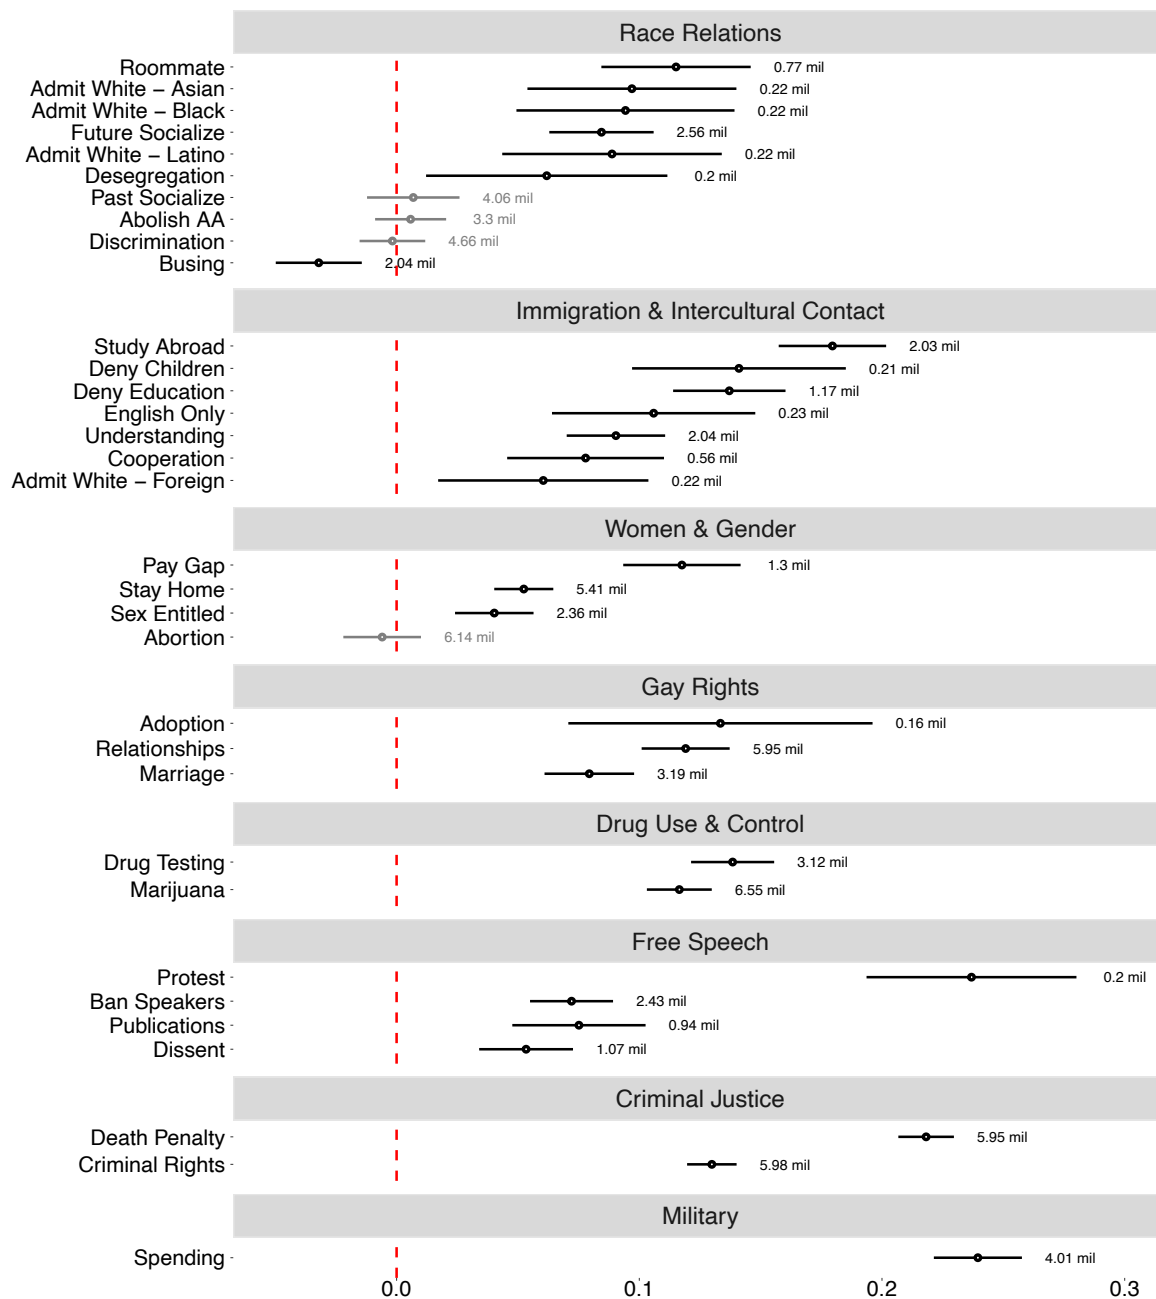 Race Relations
Roommate 0.77 mil
Admit White − Asian 0.22 mil
Admit White − Black 0.22 mil
Future Socialize 2.56 mil
Admit White − Latino 0.22 mil
Desegregation 0.2 mil
Past Socialize 4.06 mil
Abolish AA 3.3 mil
Discrimination 4.66 mil
Busing 2.04 mil
Immigration & Intercultural Contact
Study Abroad 2.03 mil
Deny Children 0.21 mil
Deny Education 1.17 mil
English Only 0.23 mil
Understanding 2.04 mil
Cooperation 0.56 mil
Admit White − Foreign 0.22 mil
Women & Gender
Pay Gap 1.3 mil
Stay Home 5.41 mil
Sex Entitled 2.36 mil
Abortion 6.14 mil
Gay Rights
Adoption 0.16 mil
Relationships 5.95 mil
Marriage 3.19 mil
Drug Use & Control
Drug Testing 3.12 mil
Marijuana 6.55 mil
Free Speech
Protest 0.2 mil
Ban Speakers 2.43 mil
Publications 0.94 mil
Dissent 1.07 mil
Criminal Justice
Death Penalty 5.95 mil
Criminal Rights 5.98 mil
Military
Spending 4.01 mil
0.0 0.1 0.2 0.3